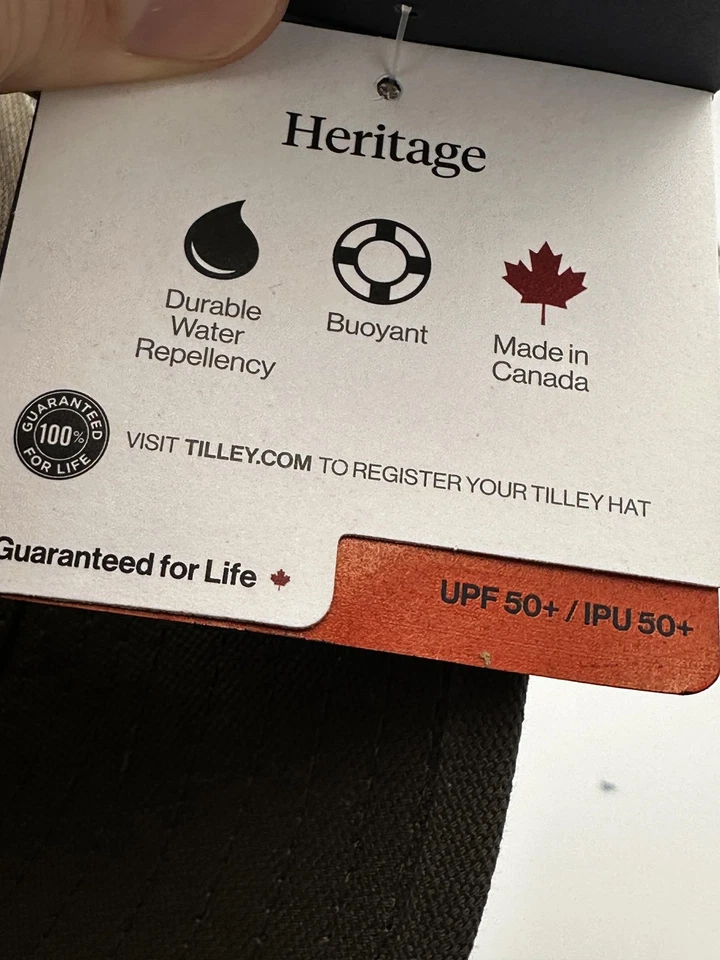 Heritage
Durable
Water
Repellency
Buoyant
Made in
Canada
GUARANTEED
100%
FOR LIFE
VISIT TILLEY.COM TO REGISTER YOUR TILLEY HAT
Guaranteed for Life
UPF 50+ / IPU 50+